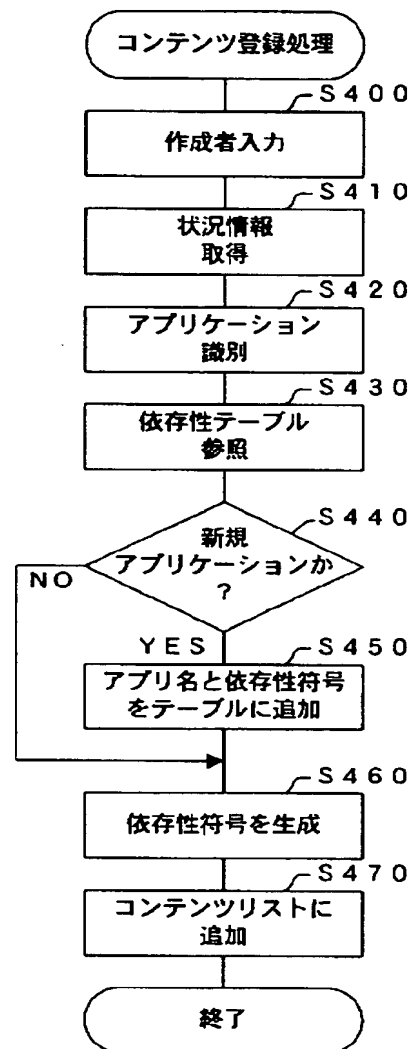 コンテンツ登録処理
S400
作成者入力
S410
状況情報
取得
S420
アプリケーション
識別
S430
依存性テーブル
参照
S440
新規
アプリケーションか
?
NO
YES
S450
アプリ名と依存性符号
をテーブルに追加
S460
依存性符号を生成
S470
コンテンツリストに
追加
終了